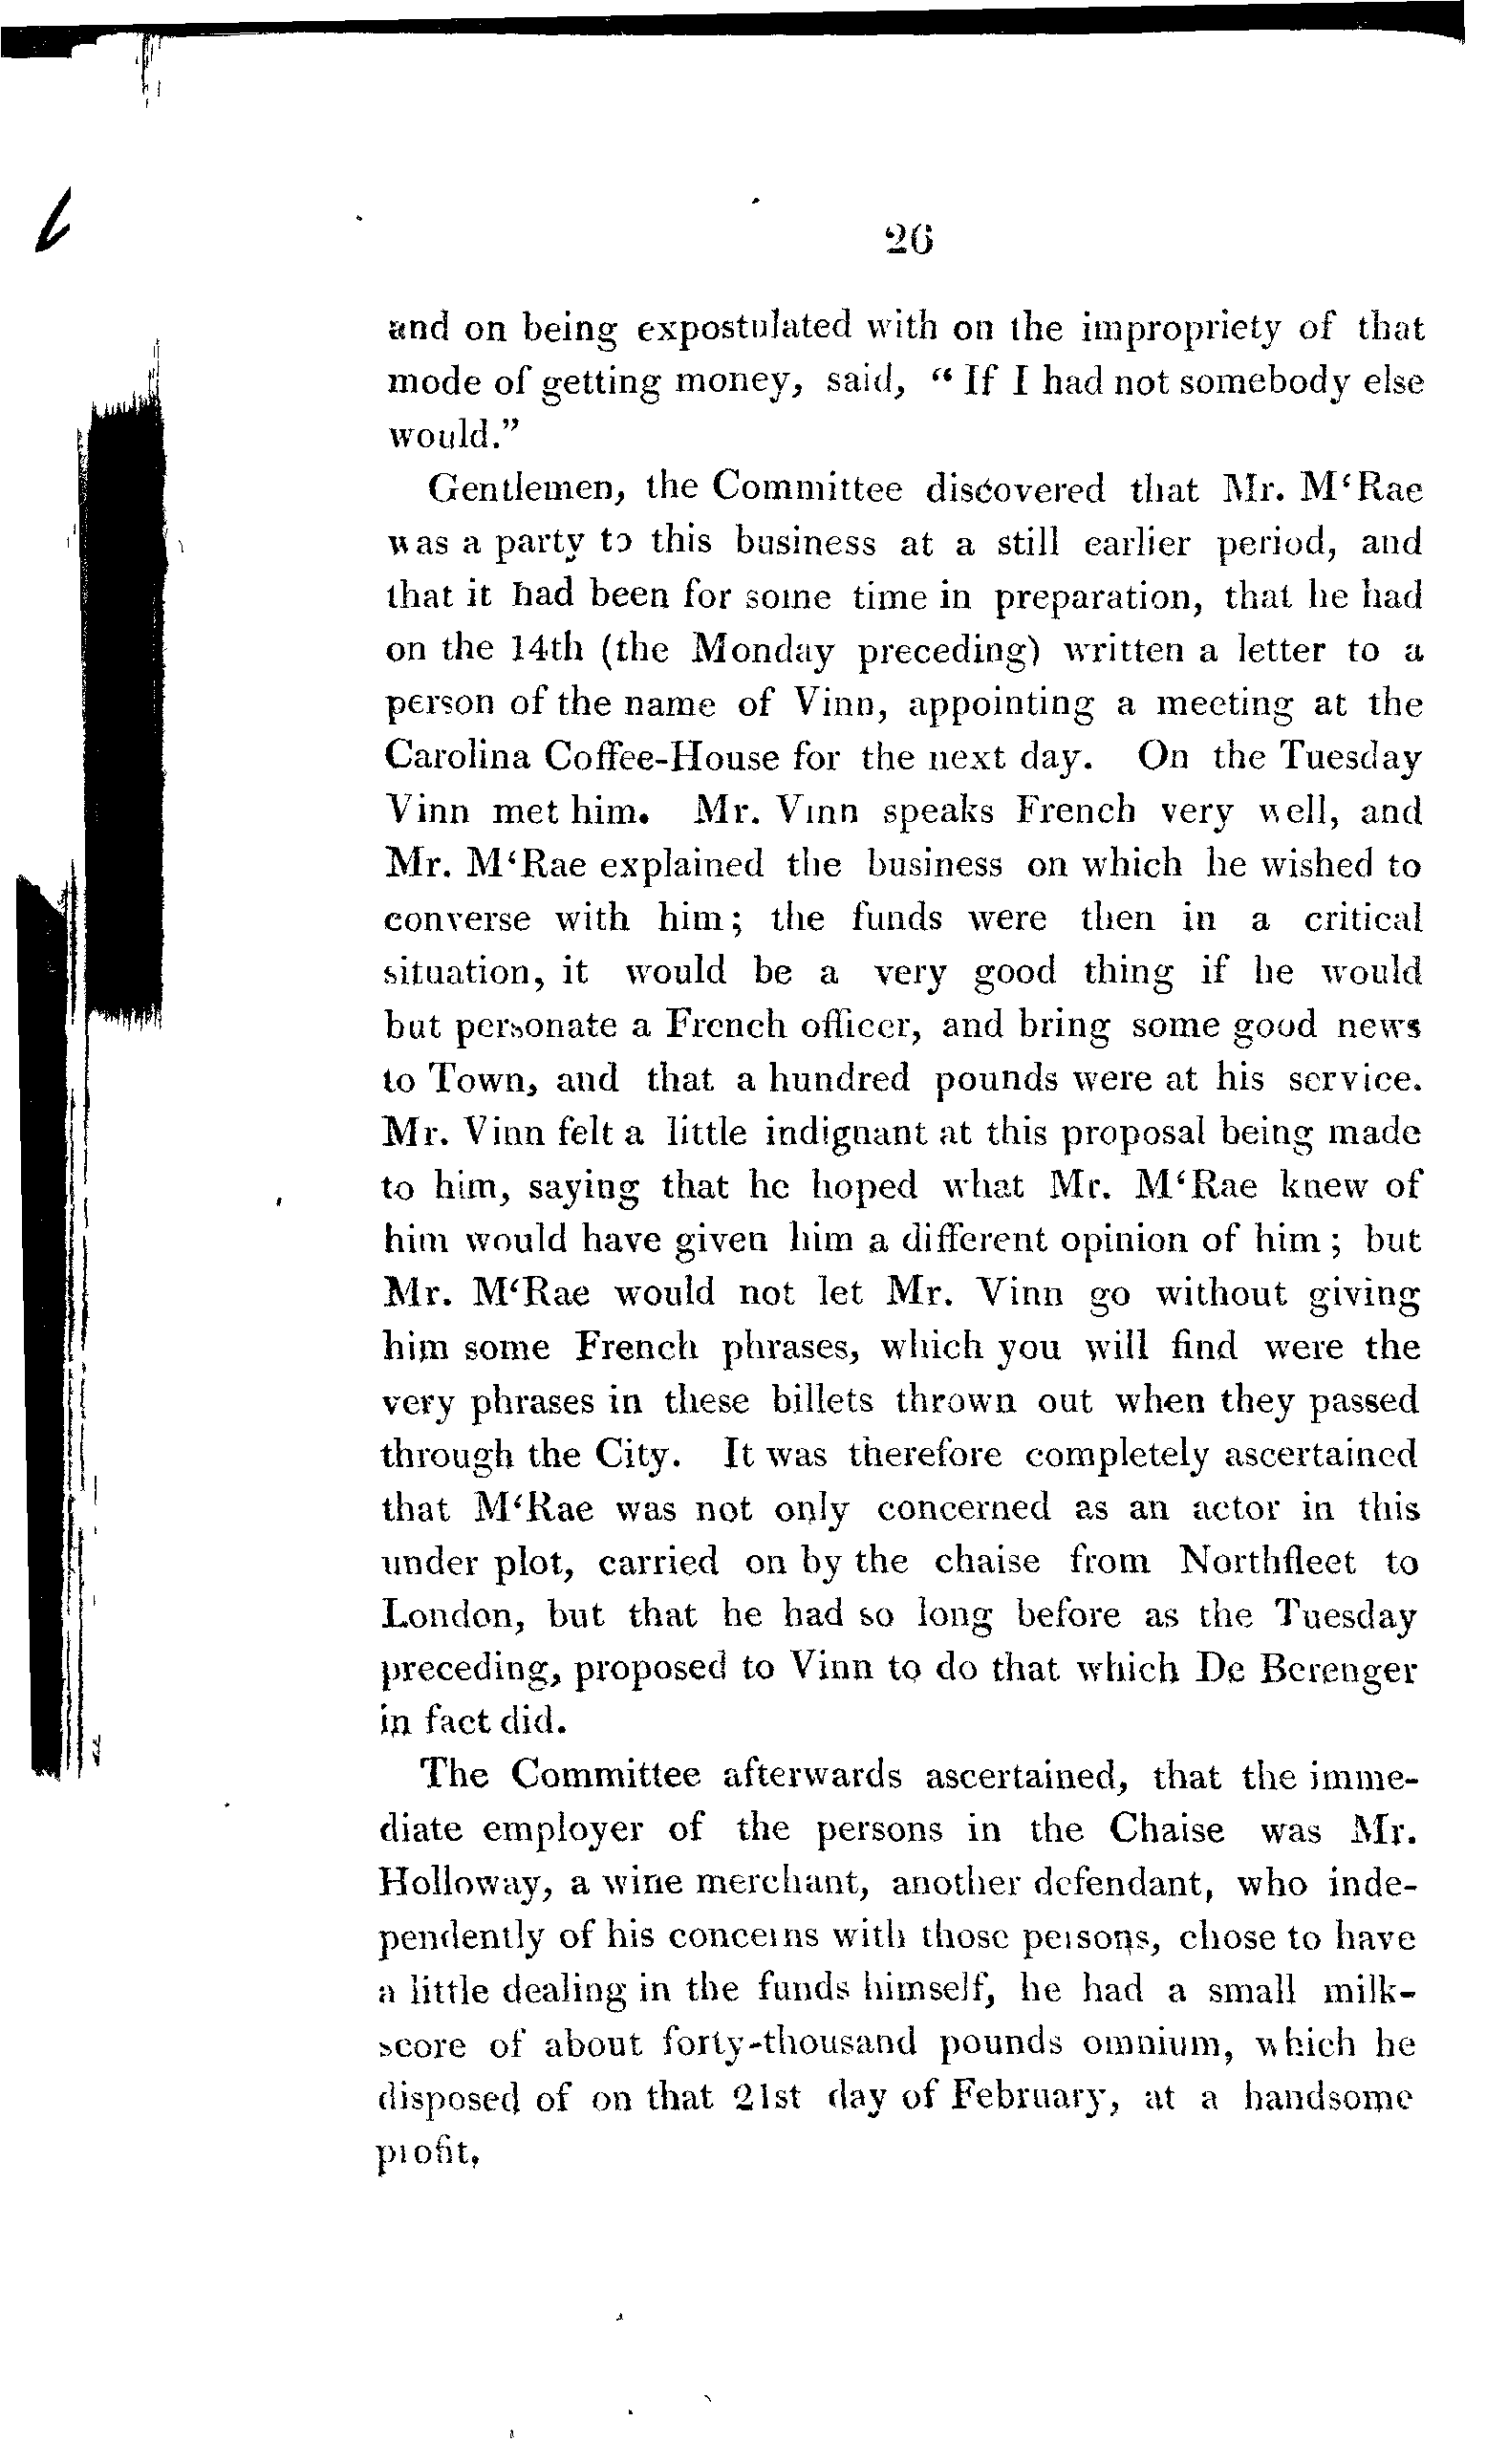 26
and on being expostulated with on the impropriety of that
mode of getting money, said, “ If I had not somebody else
would.”
Gentlemen, the Committee discovered that Mr. M‘Rae
was a party to this business at a still earlier period, and
that it had been for some time in preparation, that he had
on the 14th (the Monday preceding) written a letter to a
person of the name of Vinn, appointing a meeting at the
Carolina Coffee-House for the next day. On the Tuesday
Vinn met him. Mr. Vinn speaks French very well, and
Mr. M‘Rae explained the business on which he wished to
converse with him; the funds were then in a critical
situation, it would be a very good thing if he would
but personate a French officer, and bring some good news
to Town, and that a hundred pounds were at his service.
Mr. Vinn felt a little indignant at this proposal being made
to him, saying that he hoped what Mr. M‘Rae knew of
him would have given him a different opinion of him; but
Mr. M‘Rae would not let Mr. Vinn go without giving
him some French phrases, which you will find were the
very phrases in these billets thrown out when they passed
through the City. It was therefore completely ascertained
that M‘Rae was not only concerned as an actor in this
under plot, carried on by the chaise from Northfleet to
London, but that he had so long before as the Tuesday
preceding, proposed to Vinn to do that which De Berenger
in fact did.
The Committee afterwards ascertained, that the imme-
diate employer of the persons in the Chaise was Mr.
Holloway, a wine merchant, another defendant, who inde-
pendently of his concerns with those persons, chose to have
a little dealing in the funds himself, he had a small milk-
score of about forty-thousand pounds omnium, which he
disposed of on that 21st day of February, at a handsome
profit,